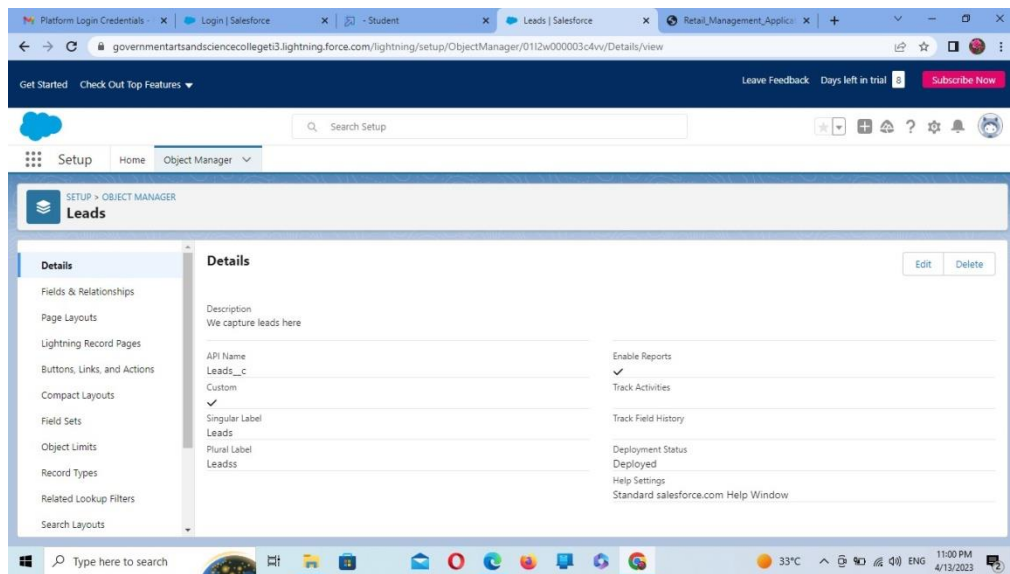 Platform Login Credentials -
Login | Salesforce
- Student
Leads | Salesforce
Retail_Management_Applicat
governmentartsandsciencecollegeti3.lightning.force.com/lightning/setup/ObjectManager/01I2w000003c4vv/Details/view
Get Started Check Out Top Features
Leave Feedback Days left in trial 8 Subscribe Now
Search Setup
Setup Home Object Manager
SETUP > OBJECT MANAGER
Leads
Details
Fields & Relationships
Page Layouts
Lightning Record Pages
Buttons, Links, and Actions
Compact Layouts
Field Sets
Object Limits
Record Types
Related Lookup Filters
Search Layouts
Details
Edit Delete
Description
We capture leads here
API Name
Leads__c
Custom
Singular Label
Leads
Plural Label
Leadss
Enable Reports
Track Activities
Track Field History
Deployment Status
Deployed
Help Settings
Standard salesforce.com Help Window
Type here to search
33°C
ENG
11:00 PM
4/13/2023
2